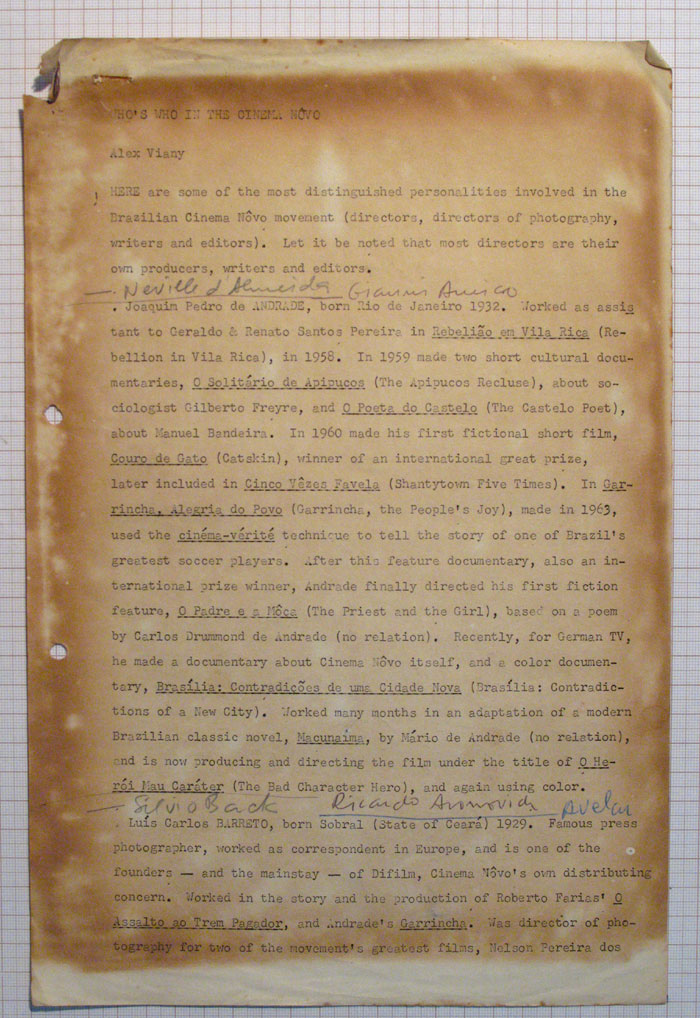 WHO'S WHO IN THE CINEMA NÔVO
Alex Viany
HERE are some of the most distinguished personalities involved in the
Brazilian Cinema Nôvo movement (directors, directors of photography,
writers and editors).  Let it be noted that most directors are their
own producers, writers and editors.
— Neville d'Almeida Gianni Amico
. Joaquim Pedro de ANDRADE, born Rio de Janeiro 1932.  Worked as assis
tant to Geraldo & Renato Santos Pereira in Rebelião em Vila Rica (Re-
bellion in Vila Rica), in 1958.  In 1959 made two short cultural docu-
mentaries, O Solitário de Apipucos (The Apipucos Recluse), about so-
ciologist Gilberto Freyre, and O Poeta do Castelo (The Castelo Poet),
about Manuel Bandeira.  In 1960 made his first fictional short film,
Couro de Gato (Catskin), winner of an international great prize,
later included in Cinco Vêzes Favela (Shantytown Five Times).  In Gar-
rincha, Alegria do Povo (Garrincha, the People's Joy), made in 1963,
used the cinéma-vérité technique to tell the story of one of Brazil's
greatest soccer players.  After this feature documentary, also an in-
ternational prize winner, Andrade finally directed his first fiction
feature, O Padre e a Môça (The Priest and the Girl), based on a poem
by Carlos Drummond de Andrade (no relation).  Recently, for German TV,
he made a documentary about Cinema Nôvo itself, and a color documen-
tary, Brasília: Contradições de uma Cidade Nova (Brasília: Contradic-
tions of a New City).  Worked many months in an adaptation of a modern
Brazilian classic novel, Macunaíma, by Mário de Andrade (no relation),
and is now producing and directing the film under the title of O He-
rói Mau Caráter (The Bad Character Hero), and again using color.
— Silvio Back Ricardo Aronovich Avelar
. Luís Carlos BARRETO, born Sobral (State of Ceará) 1929.  Famous press
photographer, worked as correspondent in Europe, and is one of the
founders — and the mainstay — of Difilm, Cinema Nôvo's own distributing
concern.  Worked in the story and the production of Roberto Farias' O
Assalto ao Trem Pagador, and Andrade's Garrincha.  Was director of pho-
tography for two of the movement's greatest films, Nelson Pereira dos